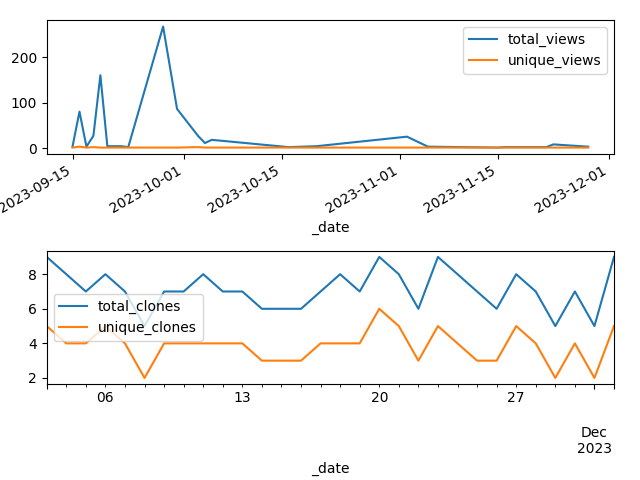 200
100
0
total_views
unique_views
2023-09-15
2023-10-01
2023-10-15
2023-11-01
2023-11-15
2023-12-01
_date
8
6
4
2
total_clones
unique_clones
06 13 20 27
Dec
2023
_date